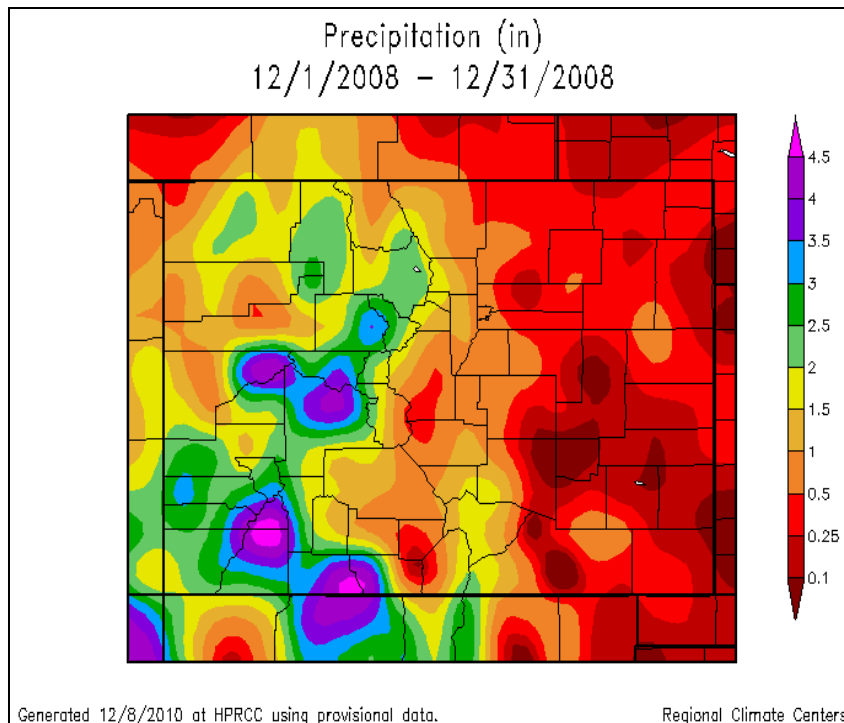 Precipitation (in)
12/1/2008 – 12/31/2008
4.5
4
3.5
3
2.5
2
1.5
1
0.5
0.25
0.1
Generated 12/8/2010 at HPRCC using provisional data.
Regional Climate Centers